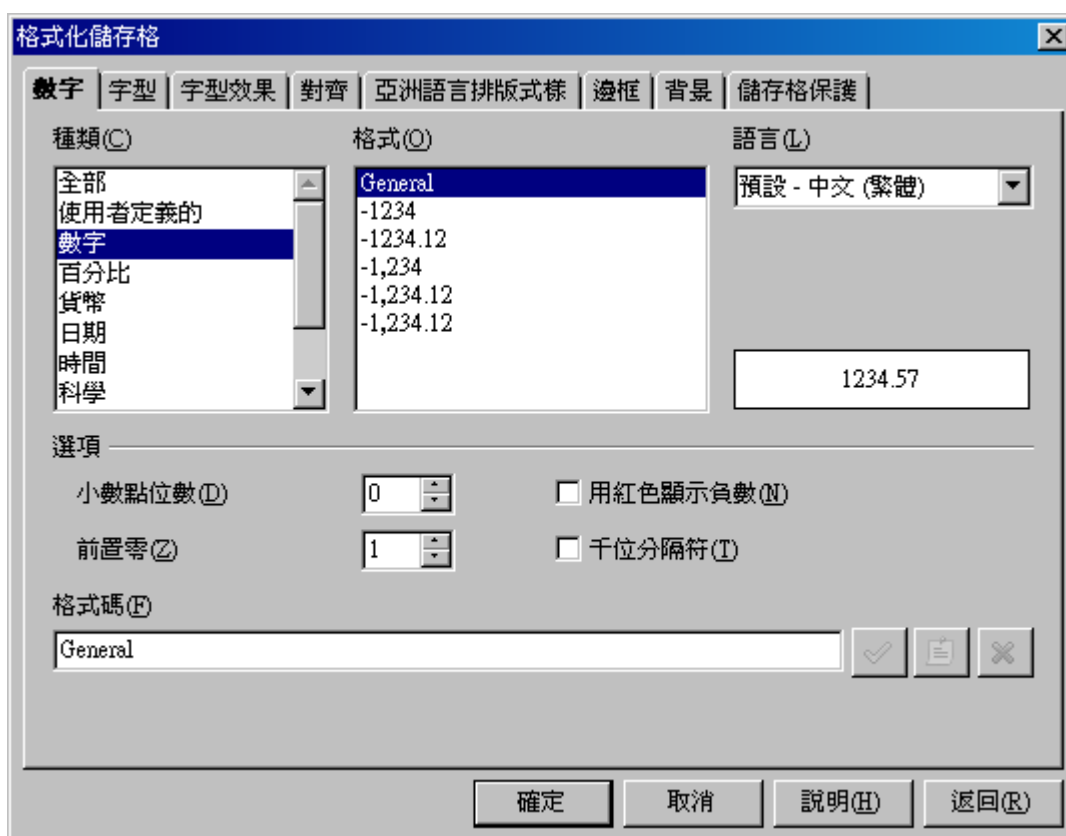 格式化儲存格
數字 字型 字型效果 對齊 亞洲語言排版式樣 邊框 背景 儲存格保護
種類(C) 格式(O) 語言(L)
全部
使用者定義的
數字
百分比
貨幣
日期
時間
科學
General
-1234
-1234.12
-1,234
-1,234.12
-1,234.12
預設 - 中文 (繁體)
1234.57
選項
小數點位數(D) 0 用紅色顯示負數(N)
前置零(Z) 1 千位分隔符(T)
格式碼(F)
General
確定 取消 說明(H) 返回(R)